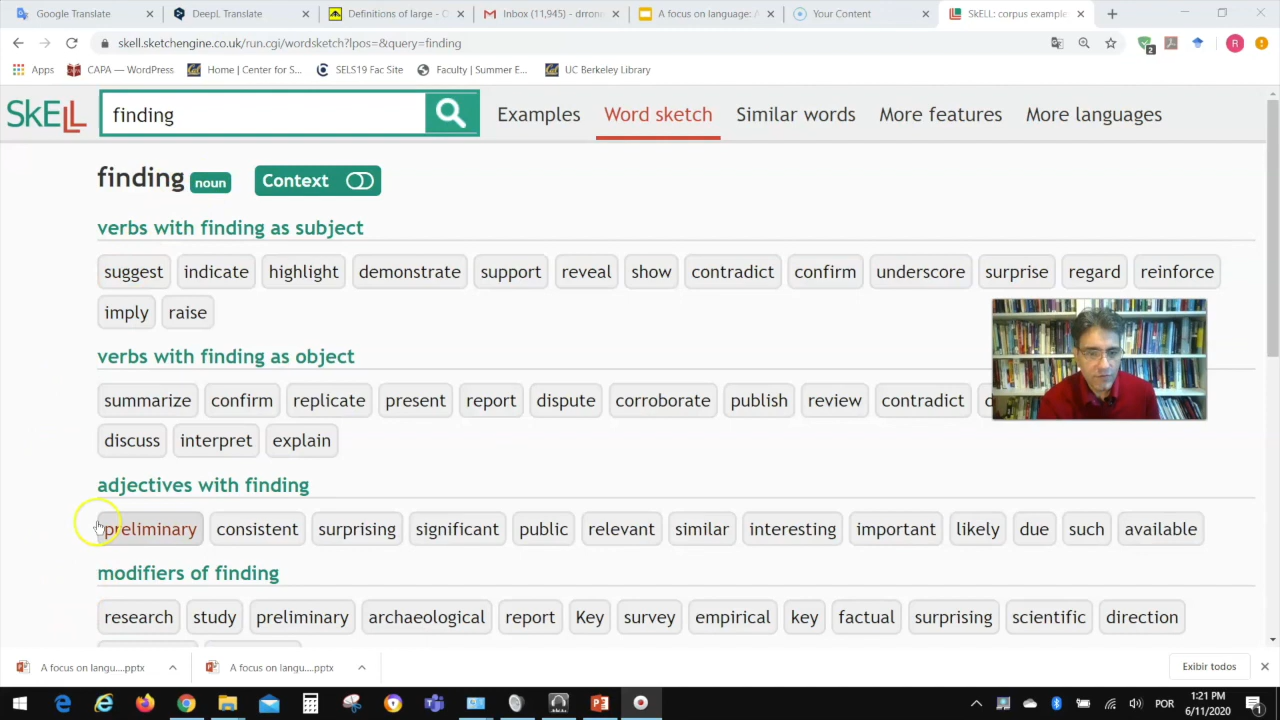 Google Translate
DeepL Translate
Definitions of large - O
Inbox (11,945) - drrone
A focus on language: A
Your Content
SkELL: corpus example
skell.sketchengine.co.uk/run.cgi/wordsketch?lpos=&query=finding
2
R
Apps
CAPA — WordPress
Home | Center for S...
SELS19 Fac Site
Faculty | Summer E...
UC Berkeley Library
SkELL
finding
Examples
Word sketch
Similar words
More features
More languages
finding noun
Context
verbs with finding as subject
suggest indicate highlight demonstrate support reveal show contradict confirm underscore surprise regard reinforce
imply raise
verbs with finding as object
summarize confirm replicate present report dispute corroborate publish review contradict
discuss interpret explain
adjectives with finding
preliminary consistent surprising significant public relevant similar interesting important likely due such available
modifiers of finding
research study preliminary archaeological report Key survey empirical key factual surprising scientific direction
A focus on langu....pptx
A focus on langu....pptx
Exibir todos
POR
1:21 PM
6/11/2020
1